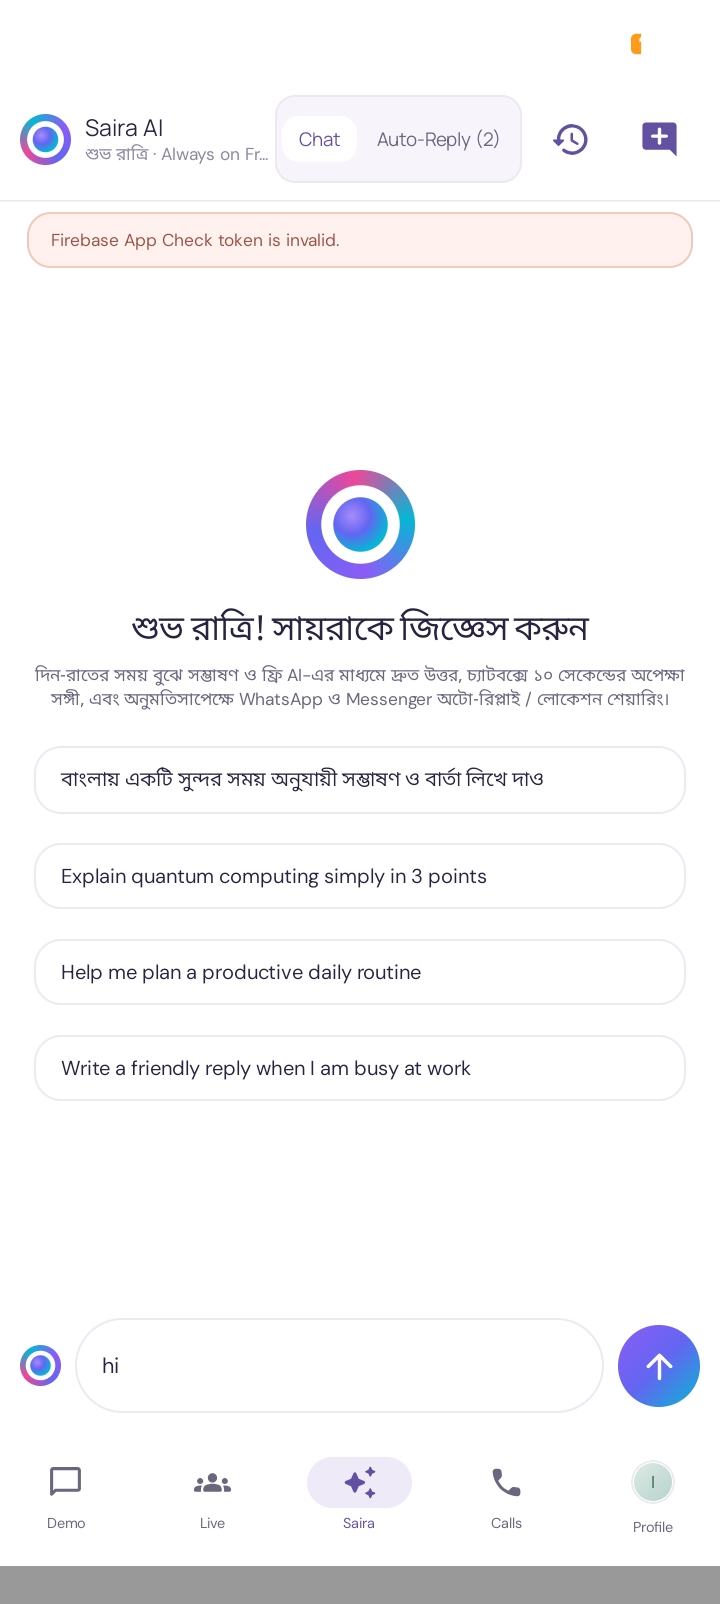 Saira AI
শুভ রাত্রি · Always on Fr...
Chat
Auto-Reply (2)
Firebase App Check token is invalid.
শুভ রাত্রি! সায়রাকে জিজ্ঞেস করুন
দিন-রাতের সময় বুঝে সম্ভাষণ ও ফ্রি AI-এর মাধ্যমে দ্রুত উত্তর, চ্যাটবক্সে ১০ সেকেন্ডের অপেক্ষা
সঙ্গী, এবং অনুমতিসাপেক্ষে WhatsApp ও Messenger অটো-রিপ্লাই / লোকেশন শেয়ারিং।
বাংলায় একটি সুন্দর সময় অনুযায়ী সম্ভাষণ ও বার্তা লিখে দাও
Explain quantum computing simply in 3 points
Help me plan a productive daily routine
Write a friendly reply when I am busy at work
hi
Demo
Live
Saira
Calls
I
Profile